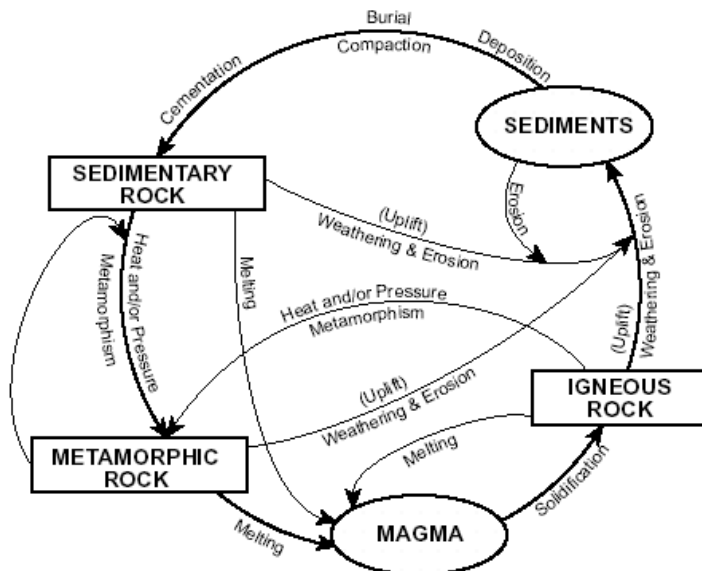 Burial
Compaction
Deposition
Cementation
SEDIMENTS
SEDIMENTARY
ROCK
Erosion
(Uplift)
Weathering & Erosion
Melting
Heat and/or Pressure
Metamorphism
Heat and/or Pressure
Metamorphism
(Uplift)
Weathering & Erosion
(Uplift)
Weathering & Erosion
IGNEOUS
ROCK
METAMORPHIC
ROCK
Melting
Melting
MAGMA
Solidification